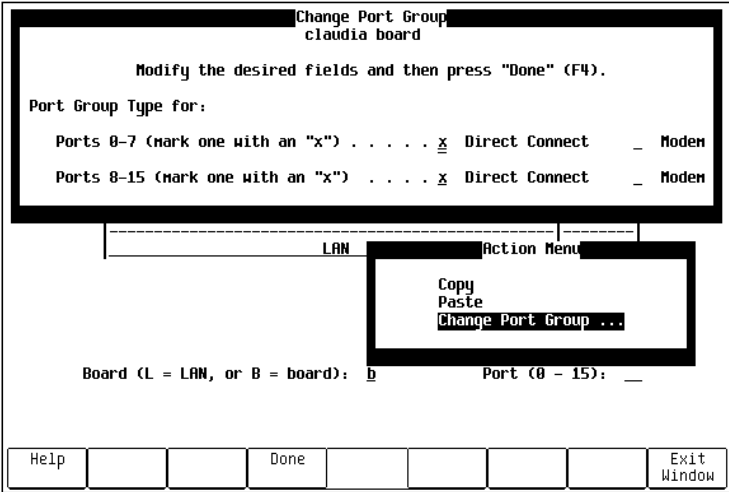 Change Port Group
claudia board
Modify the desired fields and then press "Done" (F4).
Port Group Type for:
Ports 0-7 (mark one with an "x") . . . . . x Direct Connect _ Modem
Ports 8-15 (mark one with an "x") . . . . x Direct Connect _ Modem
LAN
Action Menu
Copy
Paste
Change Port Group ...
Board (L = LAN, or B = board): b Port (0 - 15): __
Help Done Exit
Window